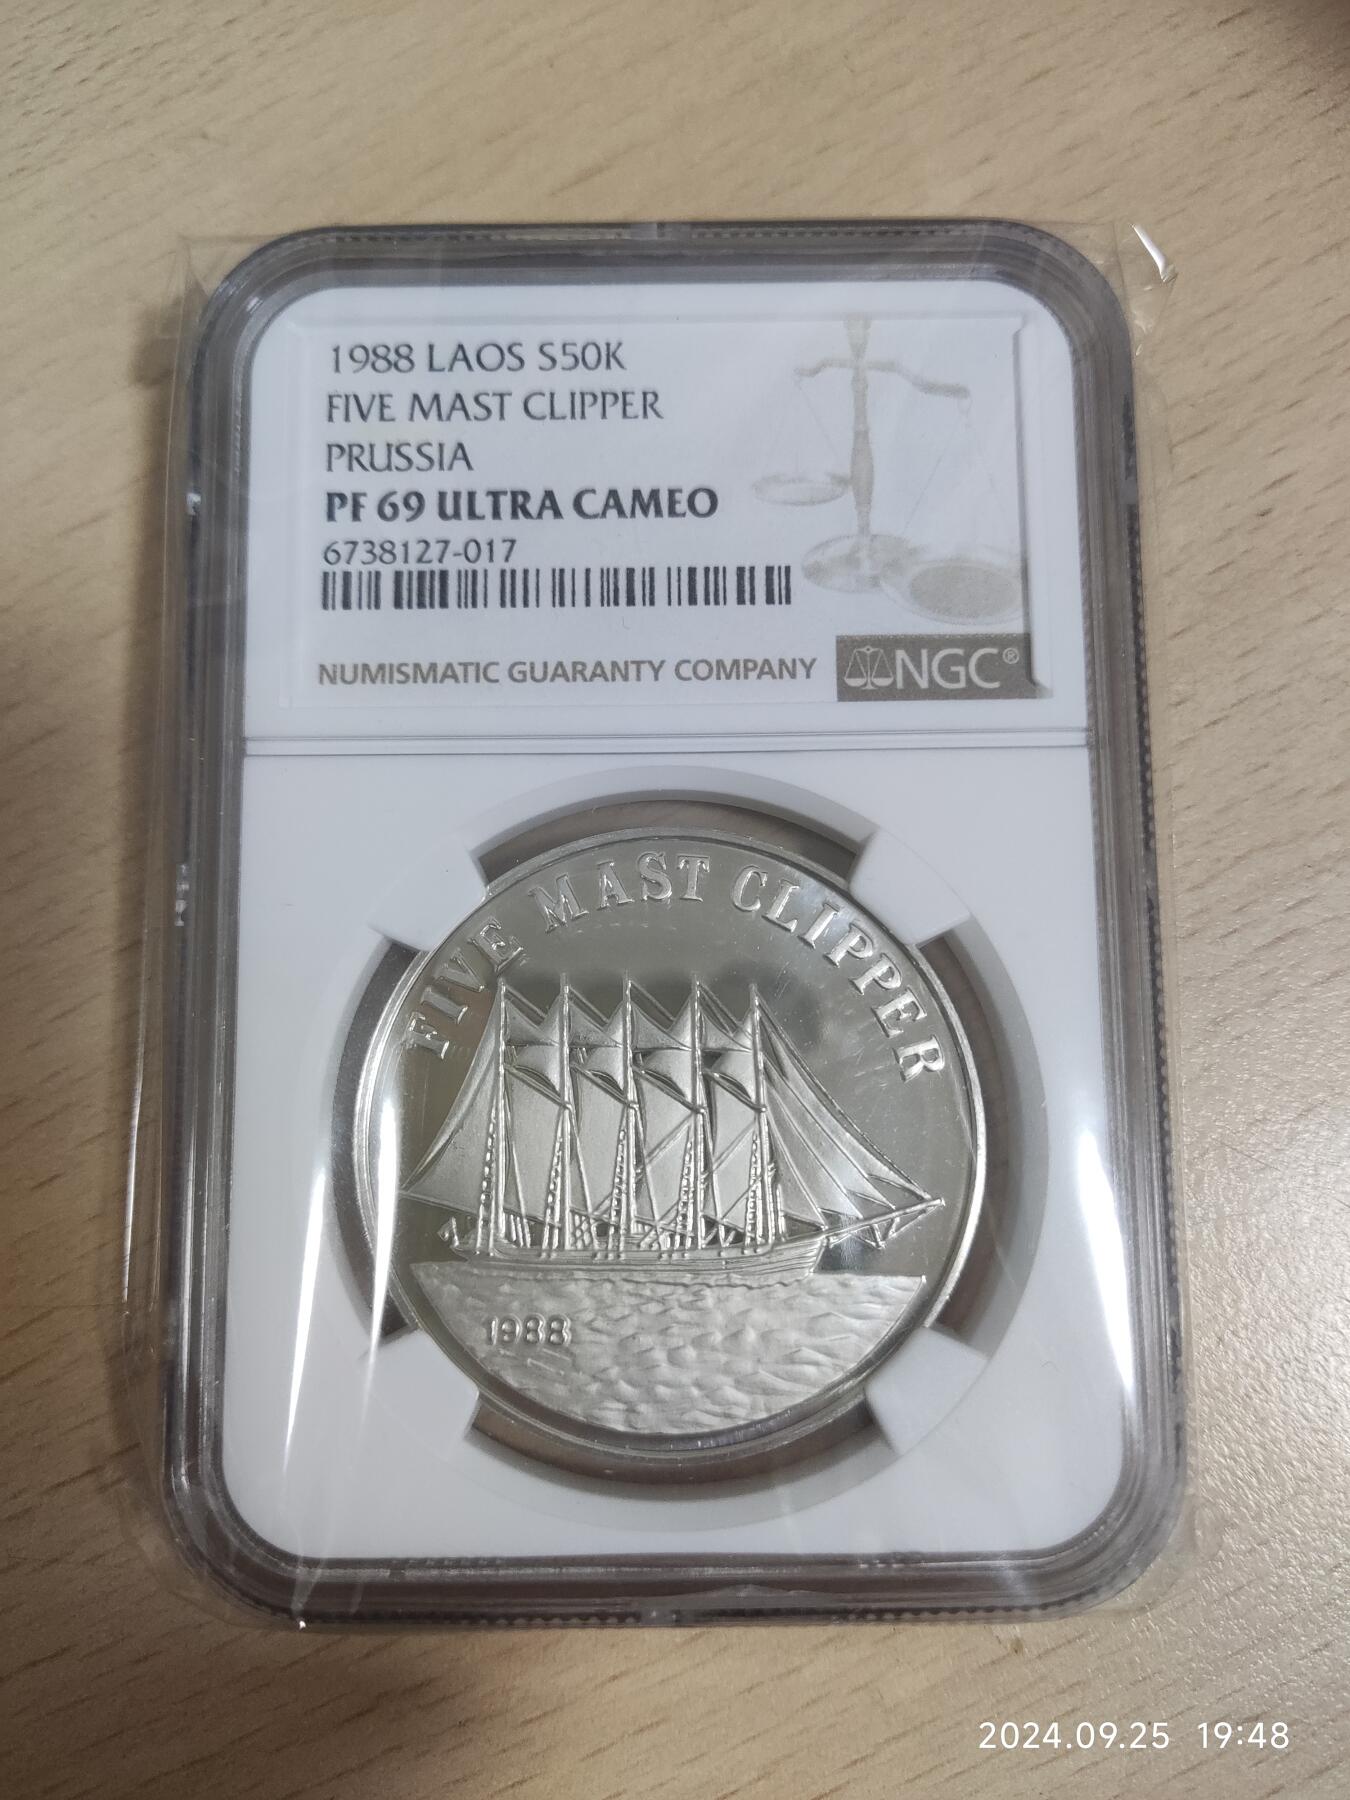 1988 LAOS S50K
FIVE MAST CLIPPER
PRUSSIA
PF 69 ULTRA CAMEO
6738127-017
NUMISMATIC GUARANTY COMPANY
NGC®
FIVE MAST CLIPPER
1988
2024.09.25 19:48